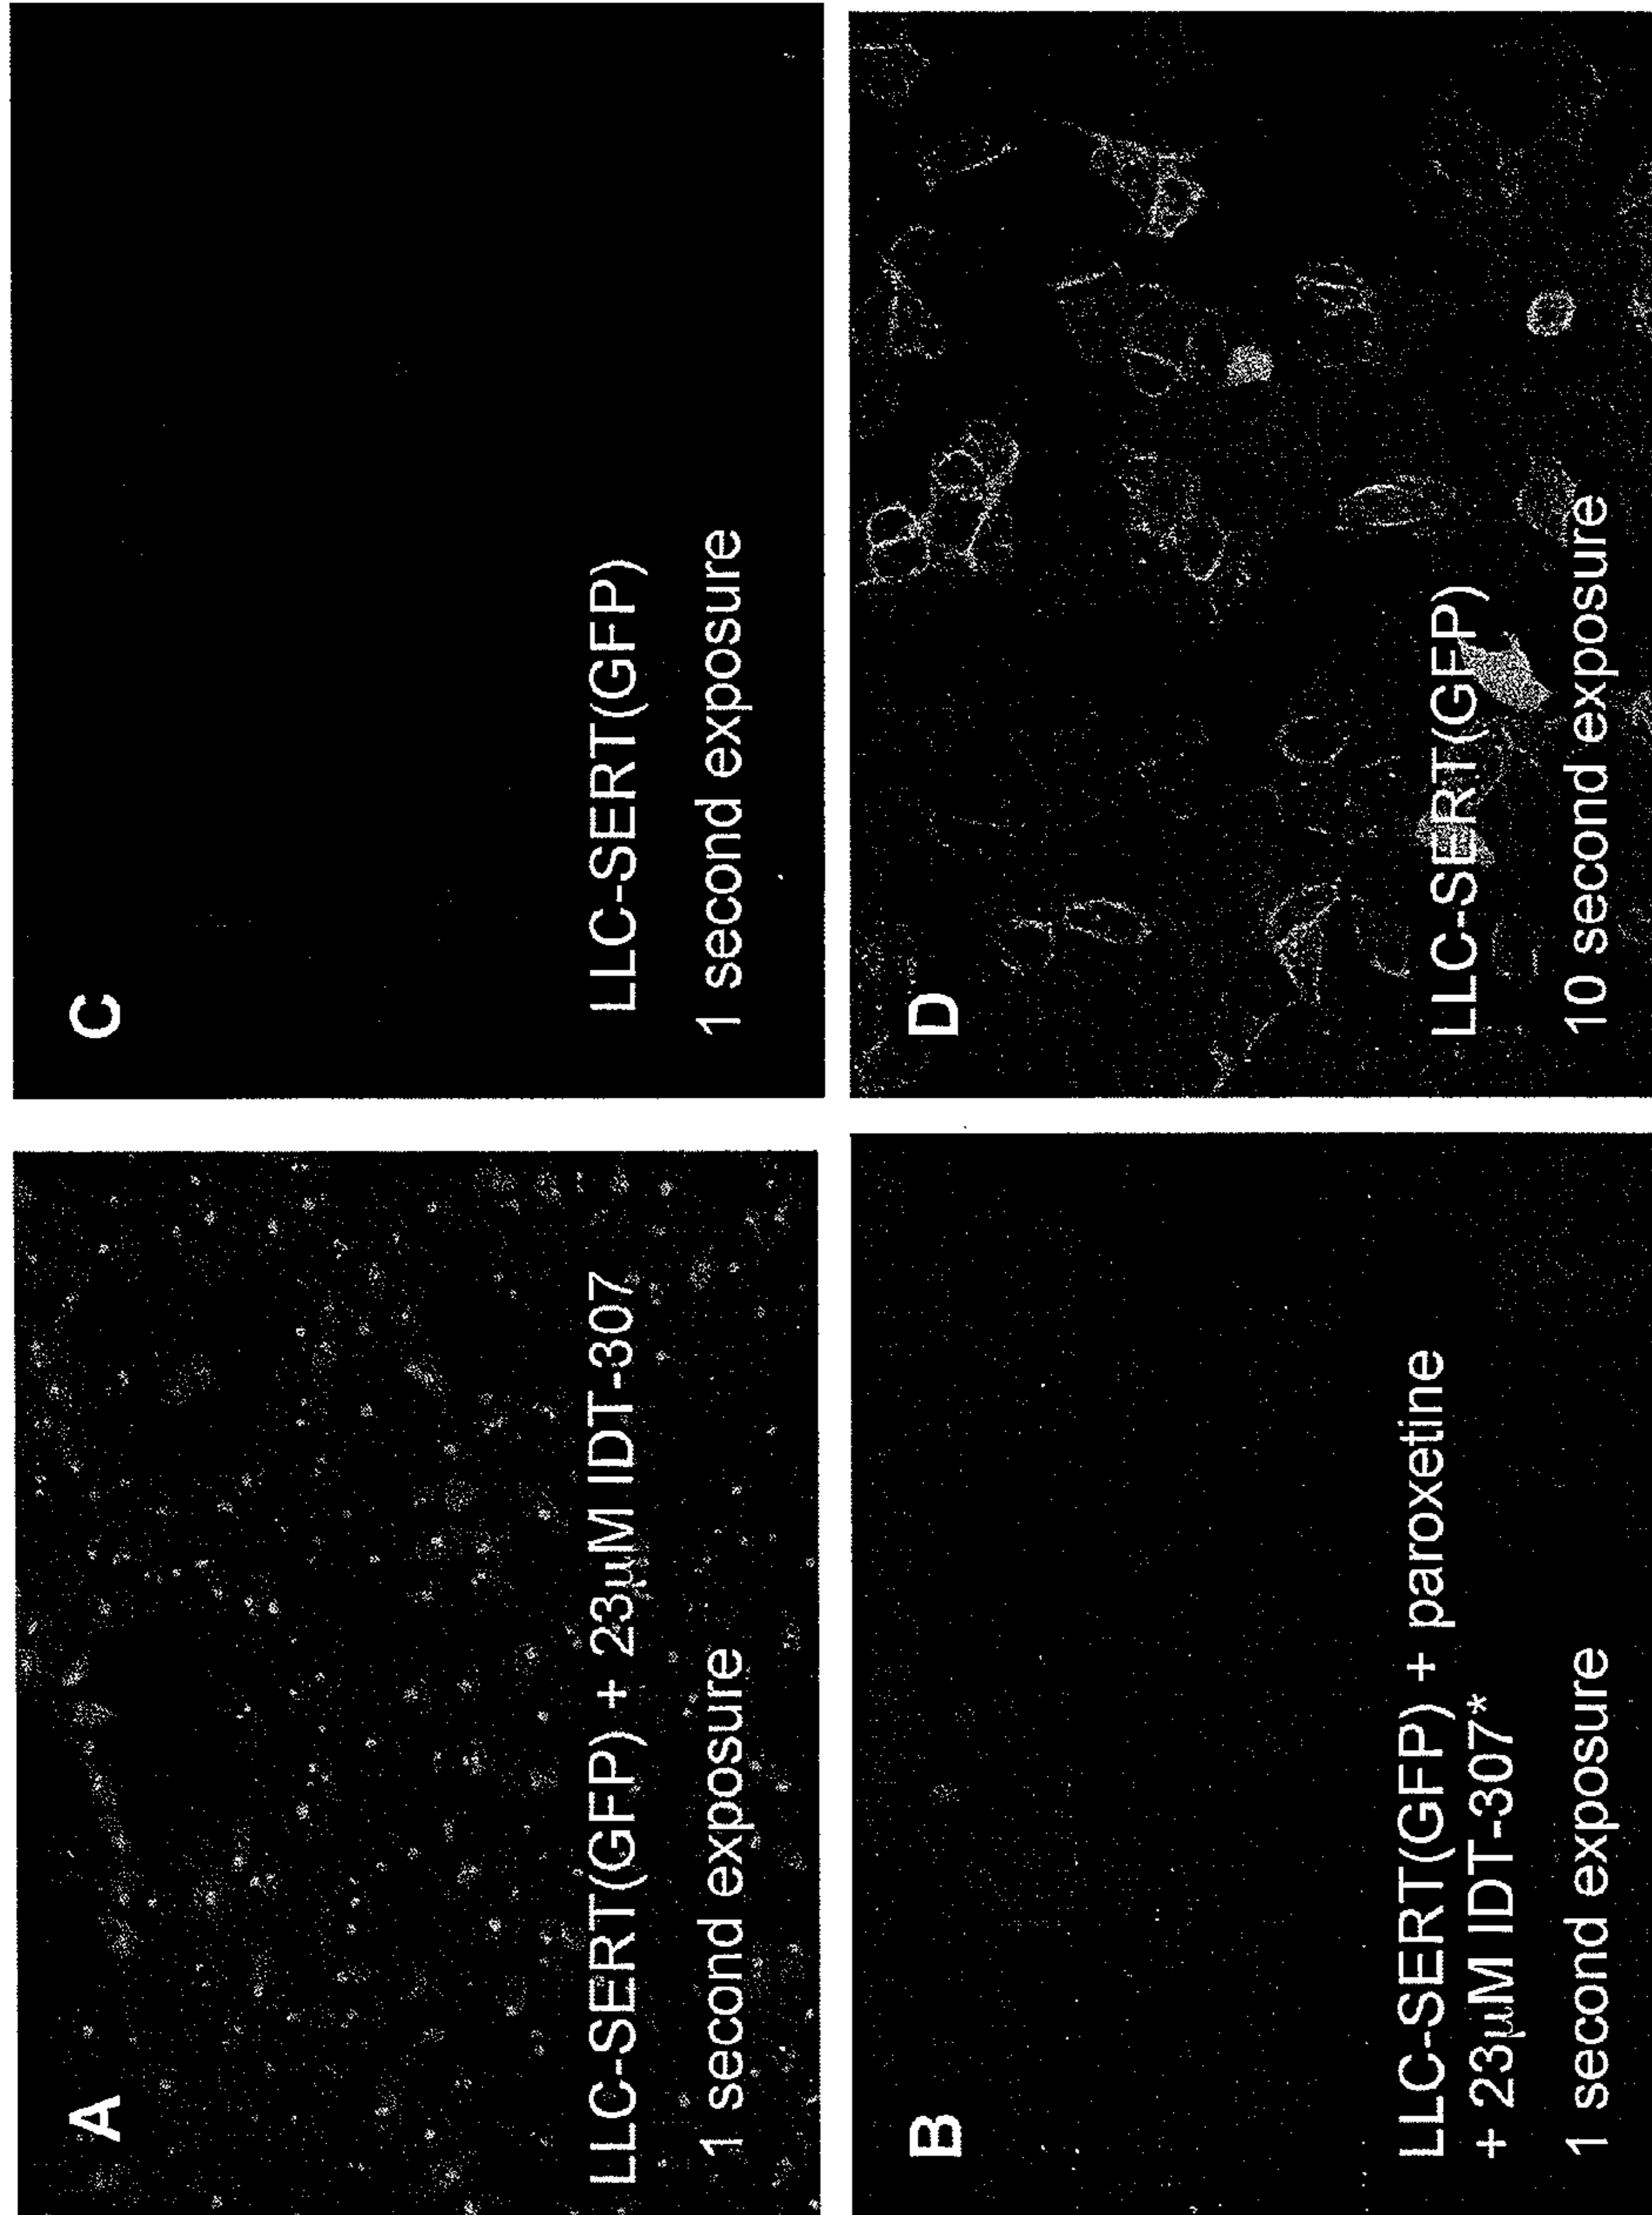 A
LLC-SERT(GFP) + 23μM IDT-307
1 second exposure
B
LLC-SERT(GFP) + paroxetine
+ 23μM IDT-307*
1 second exposure
C
LLC-SERT(GFP)
1 second exposure
D
LLC-SERT(GFP)
10 second exposure